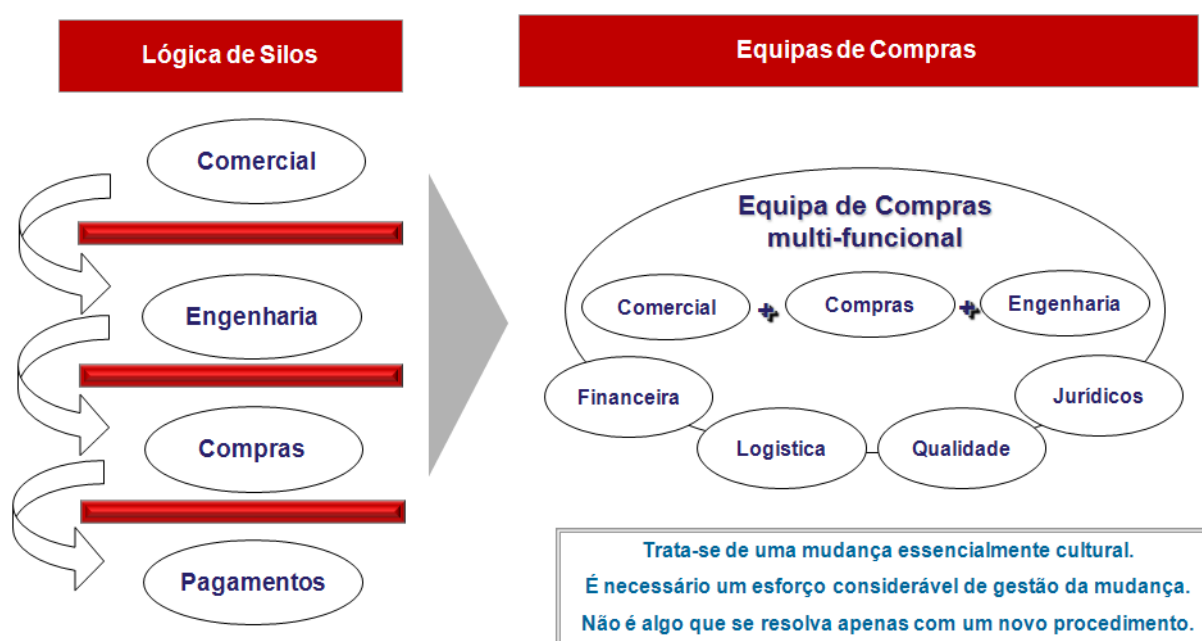 Lógica de Silos
Comercial
Engenharia
Compras
Pagamentos
Equipas de Compras
Equipa de Compras
multi-funcional
Comercial
+
Compras
+
Engenharia
Financeira
Logistica
Qualidade
Jurídicos
Trata-se de uma mudança essencialmente cultural.
É necessário um esforço considerável de gestão da mudança.
Não é algo que se resolva apenas com um novo procedimento.